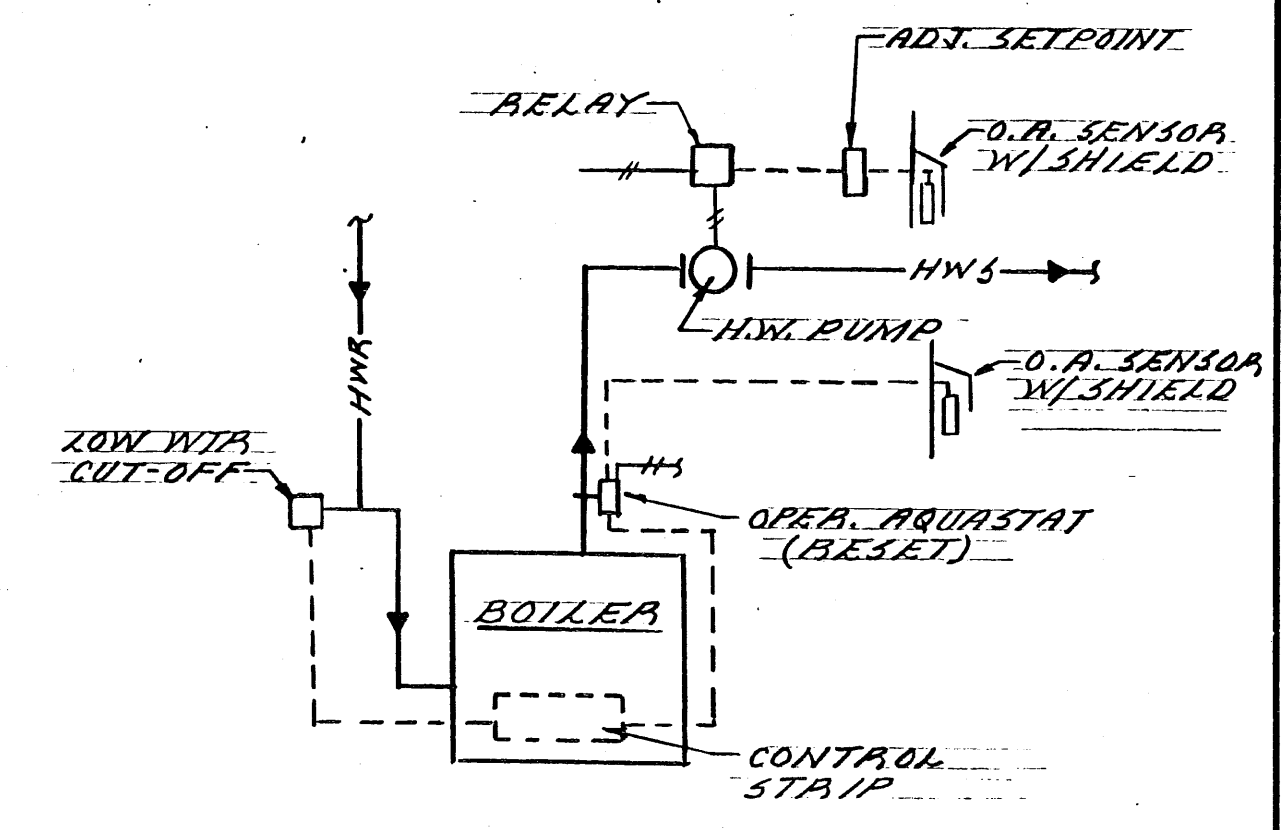 ADJ. SETPOINT
RELAY
O.A. SENSOR
W/SHIELD
HWS
H.W. PUMP
HWR
O.A. SENSOR
W/SHIELD
LOW WTR
CUT-OFF
OPER. AQUASTAT
(RESET)
BOILER
CONTROL
STRIP